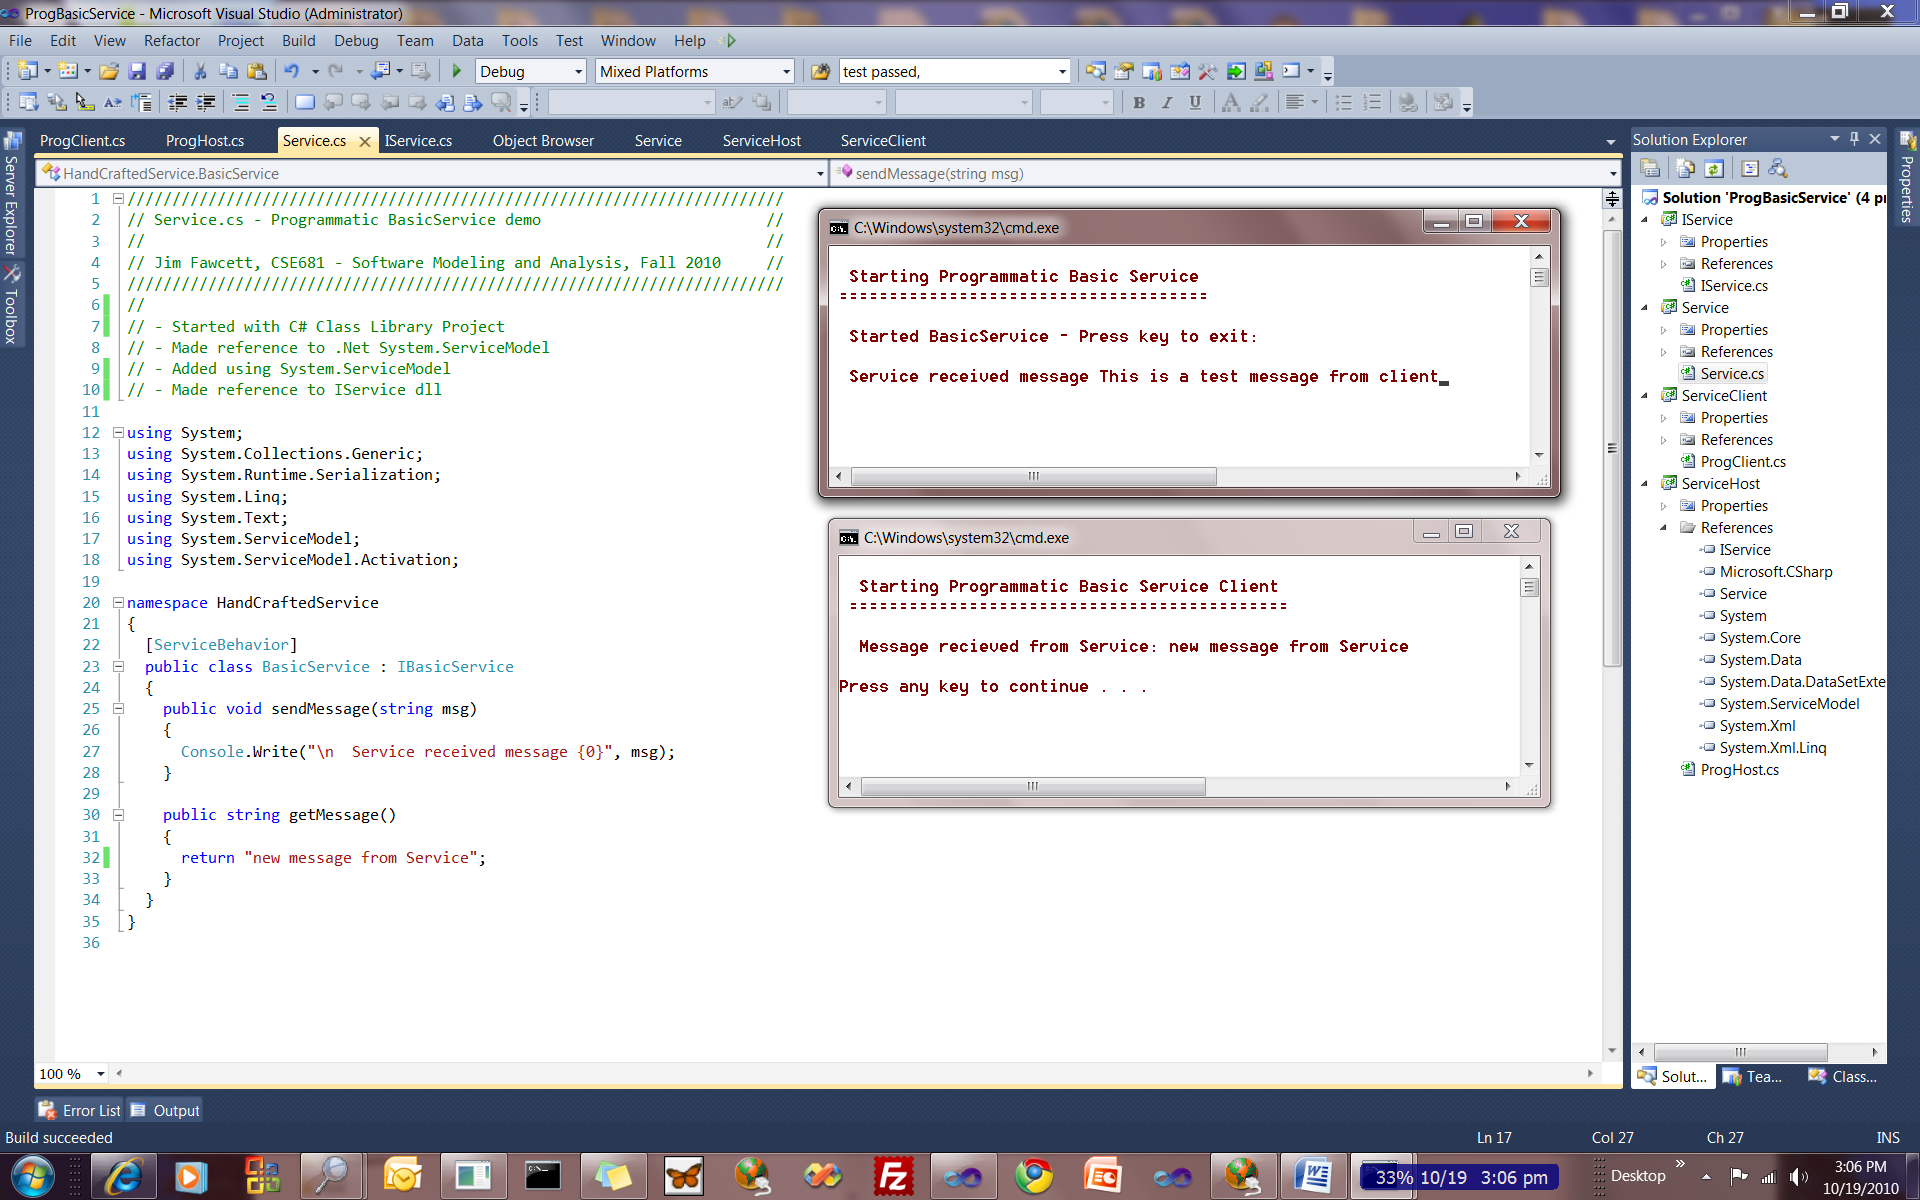 ProgBasicService - Microsoft Visual Studio (Administrator)
File Edit View Refactor Project Build Debug Team Data Tools Test Window Help
Debug Mixed Platforms test passed,
ProgClient.cs ProgHost.cs Service.cs IService.cs Object Browser Service ServiceHost ServiceClient
HandCraftedService.BasicService sendMessage(string msg)
Server Explorer
Toolbox
1 /////////////////////////////////////////////////////////////////////////
2 // Service.cs - Programmatic BasicService demo //
3 // //
4 // Jim Fawcett, CSE681 - Software Modeling and Analysis, Fall 2010 //
5 /////////////////////////////////////////////////////////////////////////
6 //
7 // - Started with C# Class Library Project
8 // - Made reference to .Net System.ServiceModel
9 // - Added using System.ServiceModel
10 // - Made reference to IService dll
11
12 using System;
13 using System.Collections.Generic;
14 using System.Runtime.Serialization;
15 using System.Linq;
16 using System.Text;
17 using System.ServiceModel;
18 using System.ServiceModel.Activation;
19
20 namespace HandCraftedService
21 {
22 [ServiceBehavior]
23 public class BasicService : IBasicService
24 {
25 public void sendMessage(string msg)
26 {
27 Console.Write("\n  Service received message {0}", msg);
28 }
29
30 public string getMessage()
31 {
32 return "new message from Service";
33 }
34 }
35 }
36
C:\Windows\system32\cmd.exe
Starting Programmatic Basic Service
=====================================
Started BasicService - Press key to exit:
Service received message This is a test message from client_
C:\Windows\system32\cmd.exe
Starting Programmatic Basic Service Client
============================================
Message recieved from Service: new message from Service
Press any key to continue . . .
Solution Explorer
Solution 'ProgBasicService' (4 pr
IService
Properties
References
IService.cs
Service
Properties
References
Service.cs
ServiceClient
Properties
References
ProgClient.cs
ServiceHost
Properties
References
IService
Microsoft.CSharp
Service
System
System.Core
System.Data
System.Data.DataSetExte
System.ServiceModel
System.Xml
System.Xml.Linq
ProgHost.cs
Properties
100 %
Solut... Tea... Class...
Error List Output
Build succeeded Ln 17 Col 27 Ch 27 INS
33% 10/19 3:06 pm Desktop 3:06 PM
10/19/2010